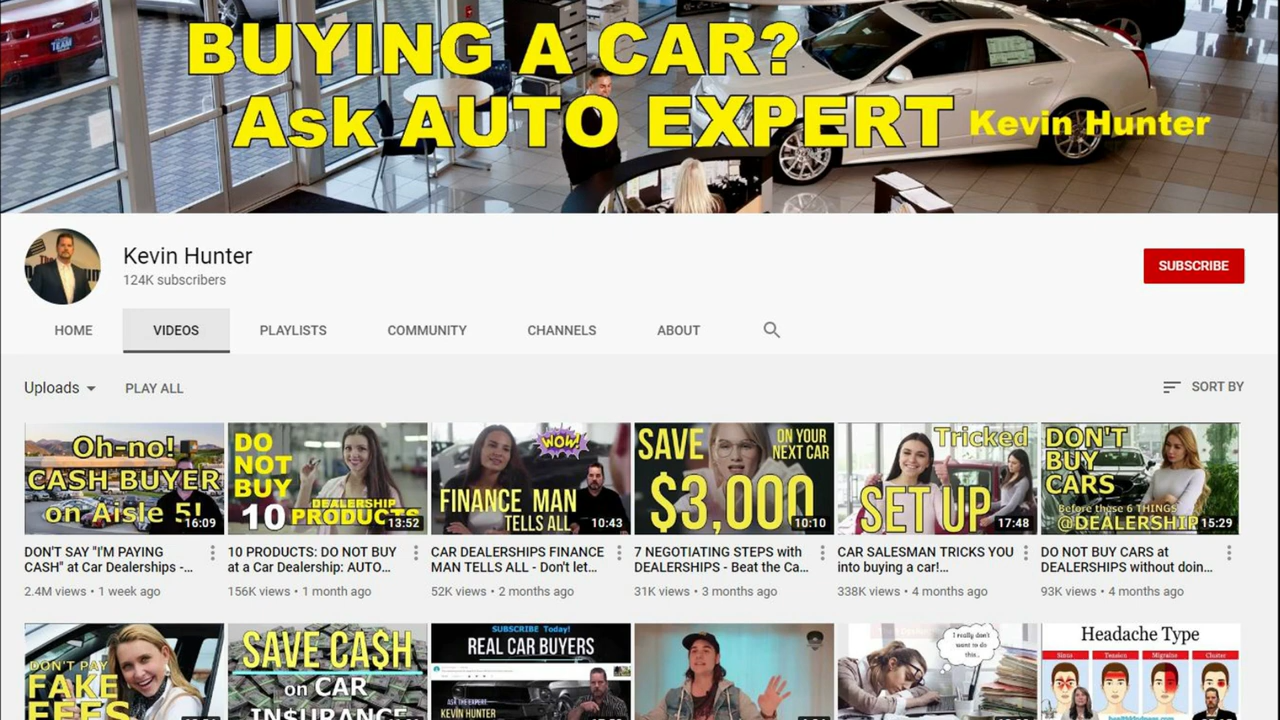 BUYING A CAR?
Ask AUTO EXPERT Kevin Hunter
Kevin Hunter
124K subscribers
SUBSCRIBE
HOME
VIDEOS
PLAYLISTS
COMMUNITY
CHANNELS
ABOUT
Uploads
PLAY ALL
SORT BY
Oh-no!
CASH BUYER
on Aisle 5!
16:09
DON'T SAY "I'M PAYING
CASH" at Car Dealerships -...
2.4M views • 1 week ago
DO
NOT
BUY
10 DEALERSHIP
PRODUCTS
13:52
10 PRODUCTS: DO NOT BUY
at a Car Dealership: AUTO...
156K views • 1 month ago
WOW!
FINANCE MAN
TELLS ALL
10:43
CAR DEALERSHIPS FINANCE
MAN TELLS ALL - Don't let...
52K views • 2 months ago
SAVE
ON YOUR
NEXT CAR
$3,000
10:10
7 NEGOTIATING STEPS with
DEALERSHIPS - Beat the Ca...
31K views • 3 months ago
Tricked
SET UP
17:48
CAR SALESMAN TRICKS YOU
into buying a car!...
338K views • 4 months ago
DON'T
BUY
CARS
Before these 6 THINGS
@DEALERSHIP
15:29
DO NOT BUY CARS at
DEALERSHIPS without doin...
93K views • 4 months ago
DON'T PAY
FAKE
FEES
SAVE CA$H
on CAR
IN$URANCE
SUBSCRIBE Today!
REAL CAR BUYERS
ASK THE EXPERT
KEVIN HUNTER
I really don't
want to do
this...
Headache Type
Sinus
Tension
Migraine
Cluster